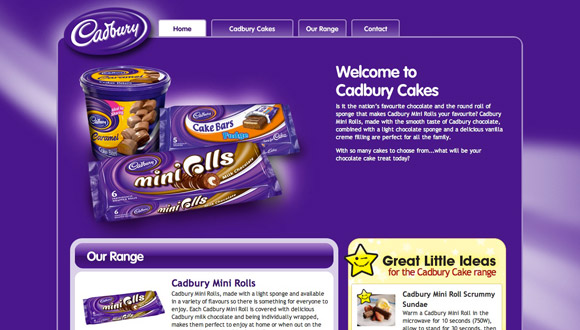 Cadbury
Home
Cadbury Cakes
Our Range
Contact
Welcome to
Cadbury Cakes
Is it the nation's favourite chocolate and the round roll of
sponge that makes Cadbury Mini Rolls your favourite? Cadbury
Mini Rolls, made with the smooth taste of Cadbury chocolate,
combined with a light chocolate sponge and a delicious vanilla
creme filling are perfect for all the family.
With so many cakes to choose from...what will be your
chocolate cake treat today?
Cadbury
Caramel
Cadbury
5
Cake Bars
Fudge
Cadbury
mini rolls
Milk Chocolate
6
6 mini rolls
Our Range
Cadbury Mini Rolls
Cadbury Mini Rolls, made with a light sponge and available
in a variety of flavours so there is something for everyone to
enjoy. Each Cadbury Mini Roll is covered with delicious
Cadbury milk chocolate and being individually wrapped,
makes them perfect to enjoy at home or when out on the
mini rolls
Great Little Ideas
for the Cadbury Cake range
Cadbury Mini Roll Scrummy
Sundae
Warm a Cadbury Mini Roll in the
microwave for 10 seconds (750W),
allow to stand for 30 seconds, then